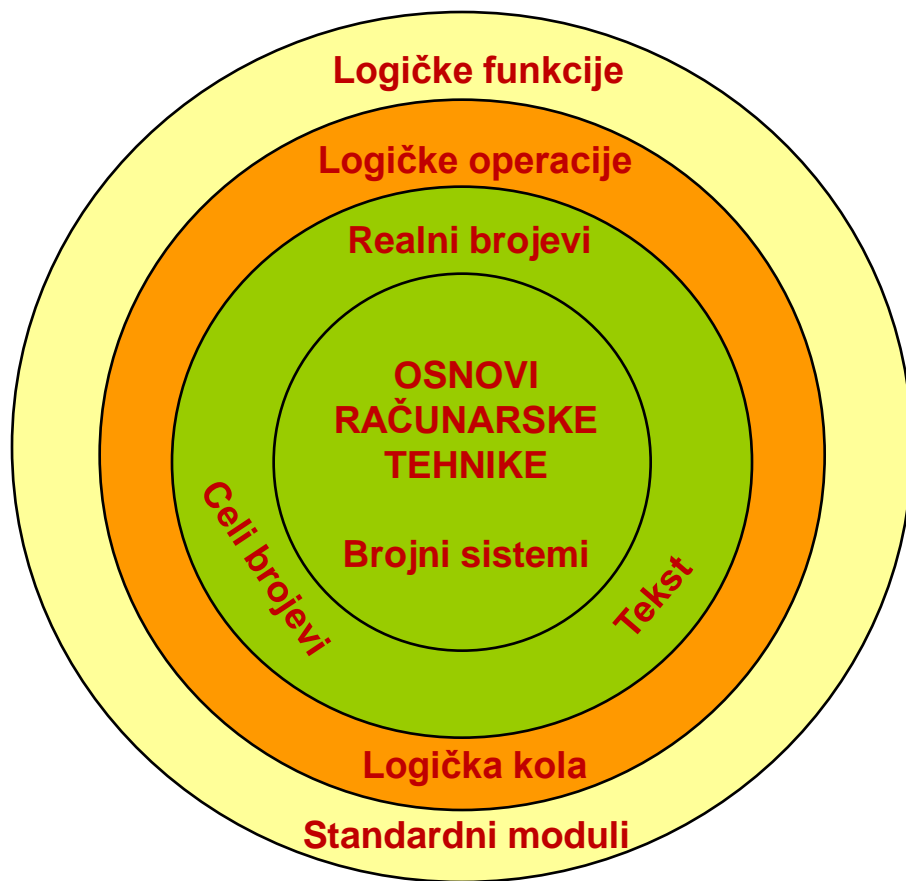 Logičke funkcije
Logičke operacije
Realni brojevi
OSNOVI
RAČUNARSKE
TEHNIKE
Brojni sistemi
Celi brojevi
Tekst
Logička kola
Standardni moduli